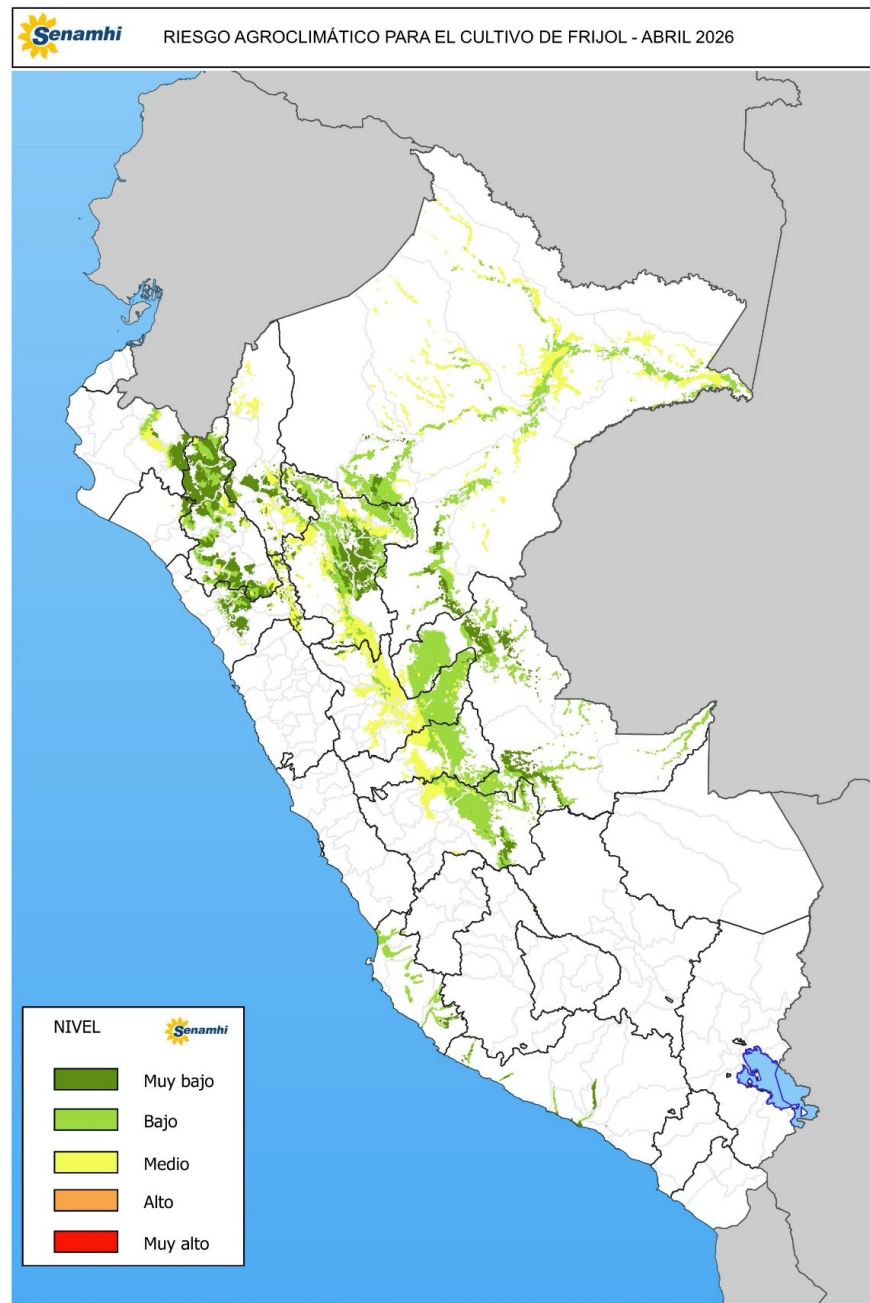 Senamhi
RIESGO AGROCLIMÁTICO PARA EL CULTIVO DE FRIJOL - ABRIL 2026
NIVEL
Senamhi
Muy bajo
Bajo
Medio
Alto
Muy alto